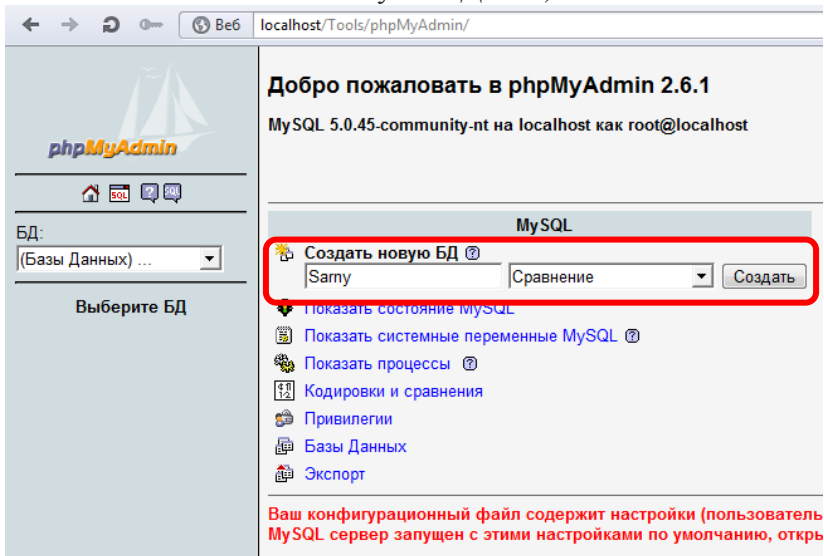 Веб localhost/Tools/phpMyAdmin/
phpMyAdmin
БД:
(Базы Данных) ...
Выберите БД
Добро пожаловать в phpMyAdmin 2.6.1
MySQL 5.0.45-community-nt на localhost как root@localhost
MySQL
Создать новую БД
Sarny Сравнение Создать
Показать состояние MySQL
Показать системные переменные MySQL
Показать процессы
Кодировки и сравнения
Привилегии
Базы Данных
Экспорт
Ваш конфигурационный файл содержит настройки (пользователь
MySQL сервер запущен с этими настройками по умолчанию, откры